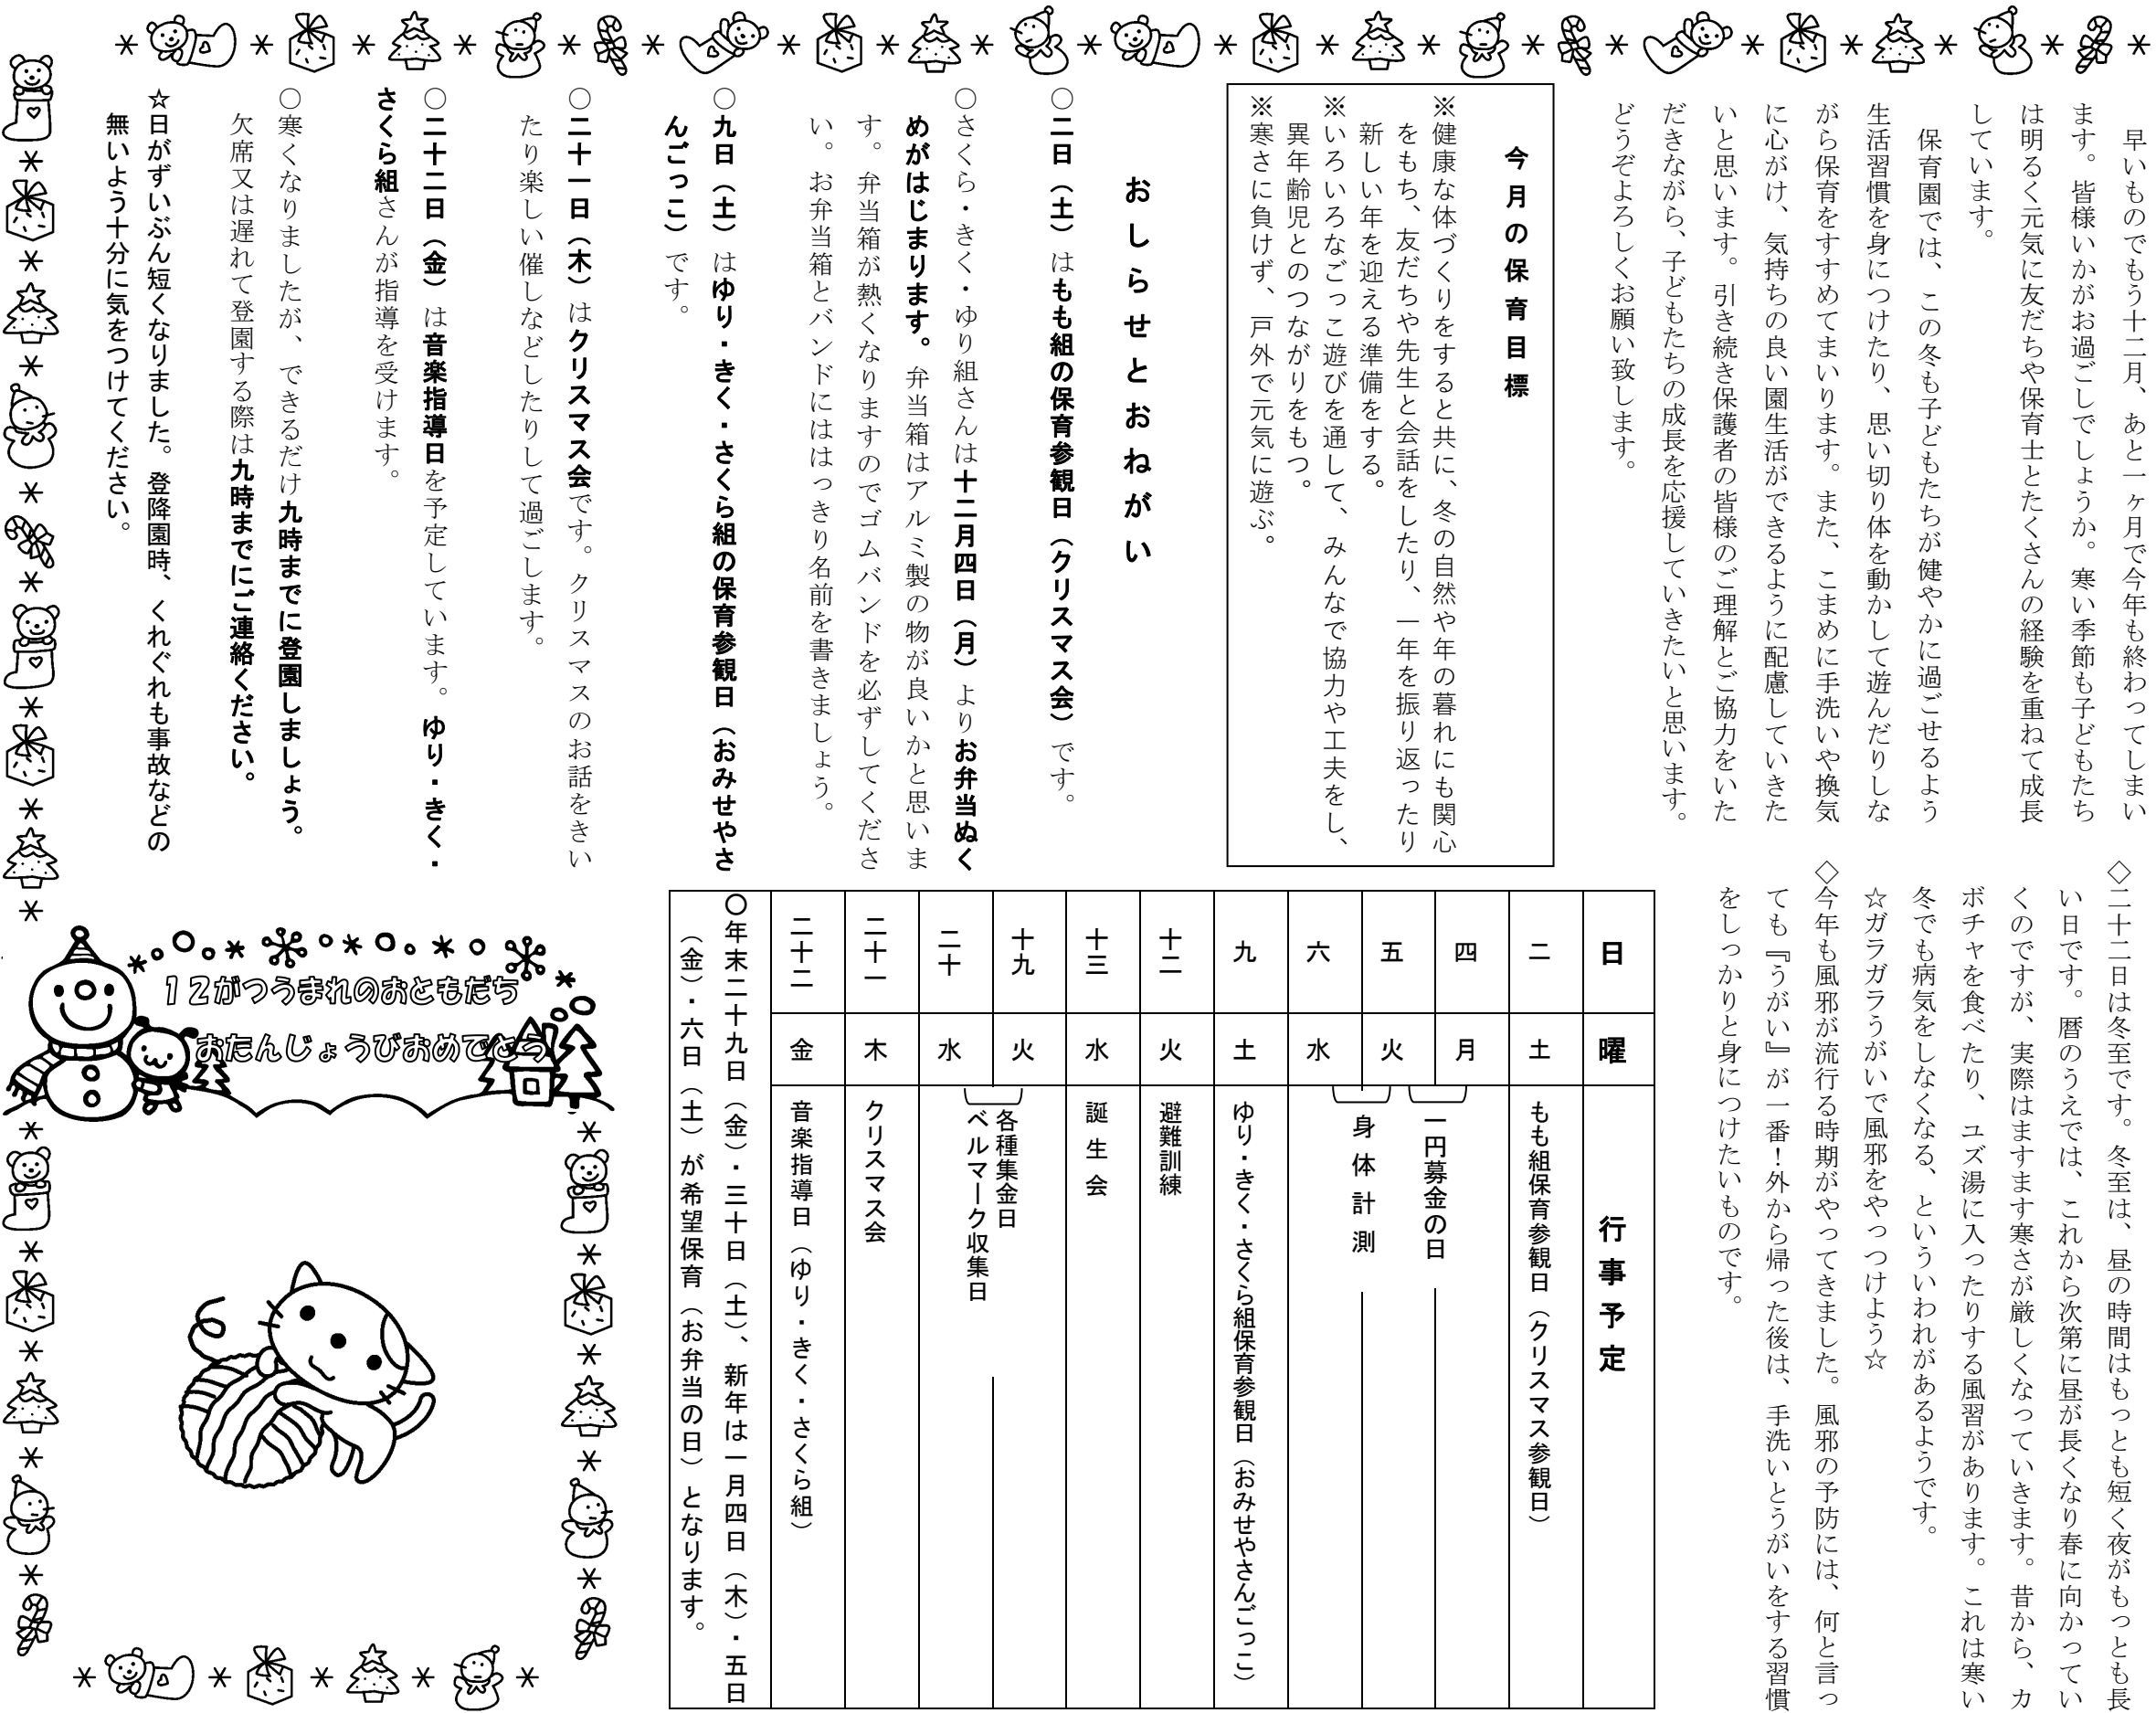 早いものでもう十二月、あと一ヶ月で今年も終わってしまい
ます。皆様いかがお過ごしでしょうか。寒い季節も子どもたち
は明るく元気に友だちや保育士とたくさんの経験を重ねて成長
しています。
保育園では、この冬も子どもたちが健やかに過ごせるよう
生活習慣を身につけたり、思い切り体を動かして遊んだりしな
がら保育をすすめてまいります。また、こまめに手洗いや換気
に心がけ、気持ちの良い園生活ができるように配慮していきた
いと思います。引き続き保護者の皆様のご理解とご協力をいた
だきながら、子どもたちの成長を応援していきたいと思います。
どうぞよろしくお願い致します。
今月の保育目標
※健康な体づくりをすると共に、冬の自然や年の暮れにも関心
をもち、友だちや先生と会話をしたり、一年を振り返ったり
新しい年を迎える準備をする。
※いろいろなごっこ遊びを通して、みんなで協力や工夫をし、
異年齢児とのつながりをもつ。
※寒さに負けず、戸外で元気に遊ぶ。
おしらせとおねがい
○二日（土）はもも組の保育参観日（クリスマス会）です。
○さくら・きく・ゆり組さんは十二月四日（月）よりお弁当ぬく
めがはじまります。弁当箱はアルミ製の物が良いかと思いま
す。弁当箱が熱くなりますのでゴムバンドを必ずしてくださ
い。お弁当箱とバンドにははっきり名前を書きましょう。
○九日（土）はゆり・きく・さくら組の保育参観日（おみせやさ
んごっこ）です。
○二十一日（木）はクリスマス会です。クリスマスのお話をきい
たり楽しい催しなどしたりして過ごします。
○二十二日（金）は音楽指導日を予定しています。ゆり・きく・
さくら組さんが指導を受けます。
○寒くなりましたが、できるだけ九時までに登園しましょう。
欠席又は遅れて登園する際は九時までにご連絡ください。
☆日がずいぶん短くなりました。登降園時、くれぐれも事故などの
無いよう十分に気をつけてください。
◇二十二日は冬至です。冬至は、昼の時間はもっとも短く夜がもっとも長
い日です。暦のうえでは、これから次第に昼が長くなり春に向かってい
くのですが、実際はますます寒さが厳しくなっていきます。昔から、カ
ボチャを食べたり、ユズ湯に入ったりする風習があります。これは寒い
冬でも病気をしなくなる、といういわれがあるようです。
☆ガラガラうがいで風邪をやっつけよう☆
◇今年も風邪が流行る時期がやってきました。風邪の予防には、何と言っ
ても『うがい』が一番！外から帰った後は、手洗いとうがいをする習慣
をしっかりと身につけたいものです。
日 曜 行事予定
二 土 もも組保育参観日（クリスマス参観日）
四 月 一円募金の日
五 火 身体計測
六 水
九 土 ゆり・きく・さくら組保育参観日（おみせやさんごっこ）
十二 火 避難訓練
十三 水 誕生会
十九 火 各種集金日
二十 水 ベルマーク収集日
二十一 木 クリスマス会
二十二 金 音楽指導日（ゆり・きく・さくら組）
○年末二十九日（金）・三十日（土）、新年は一月四日（木）・五日
（金）・六日（土）が希望保育（お弁当の日）となります。
１２がつうまれのおともだち
おたんじょうびおめでとう